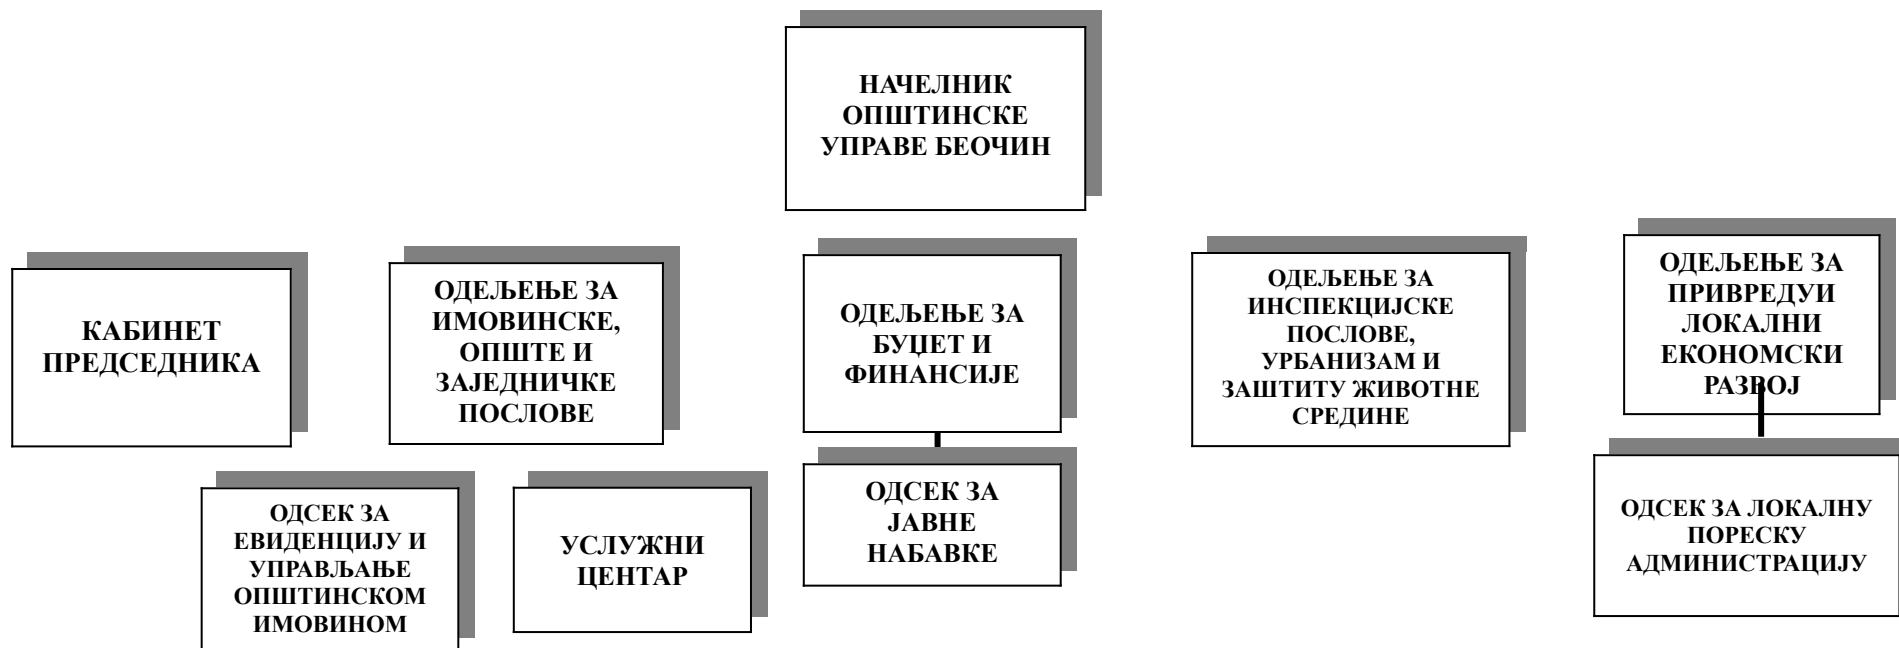 НАЧЕЛНИК
ОПШТИНСКЕ
УПРАВЕ БЕОЧИН
КАБИНЕТ
ПРЕДСЕДНИКА
ОДЕЉЕЊЕ ЗА
ИМОВИНСКЕ,
ОПШТЕ И
ЗАЈЕДНИЧКЕ
ПОСЛОВЕ
ОДЕЉЕЊЕ ЗА
БУЏЕТ И
ФИНАНСИЈЕ
ОДЕЉЕЊЕ ЗА
ИНСПЕКЦИЈСКЕ
ПОСЛОВЕ,
УРБАНИЗАМ И
ЗАШТИТУ ЖИВОТНЕ
СРЕДИНЕ
ОДЕЉЕЊЕ ЗА
ПРИВРЕДУИ
ЛОКАЛНИ
ЕКОНОМСКИ
РАЗВОЈ
ОДСЕК ЗА
ЕВИДЕНЦИЈУ И
УПРАВЉАЊЕ
ОПШТИНСКОМ
ИМОВИНОМ
УСЛУЖНИ
ЦЕНТАР
ОДСЕК ЗА
ЈАВНЕ
НАБАВКЕ
ОДСЕК ЗА ЛОКАЛНУ
ПОРЕСКУ
АДМИНИСТРАЦИЈУ